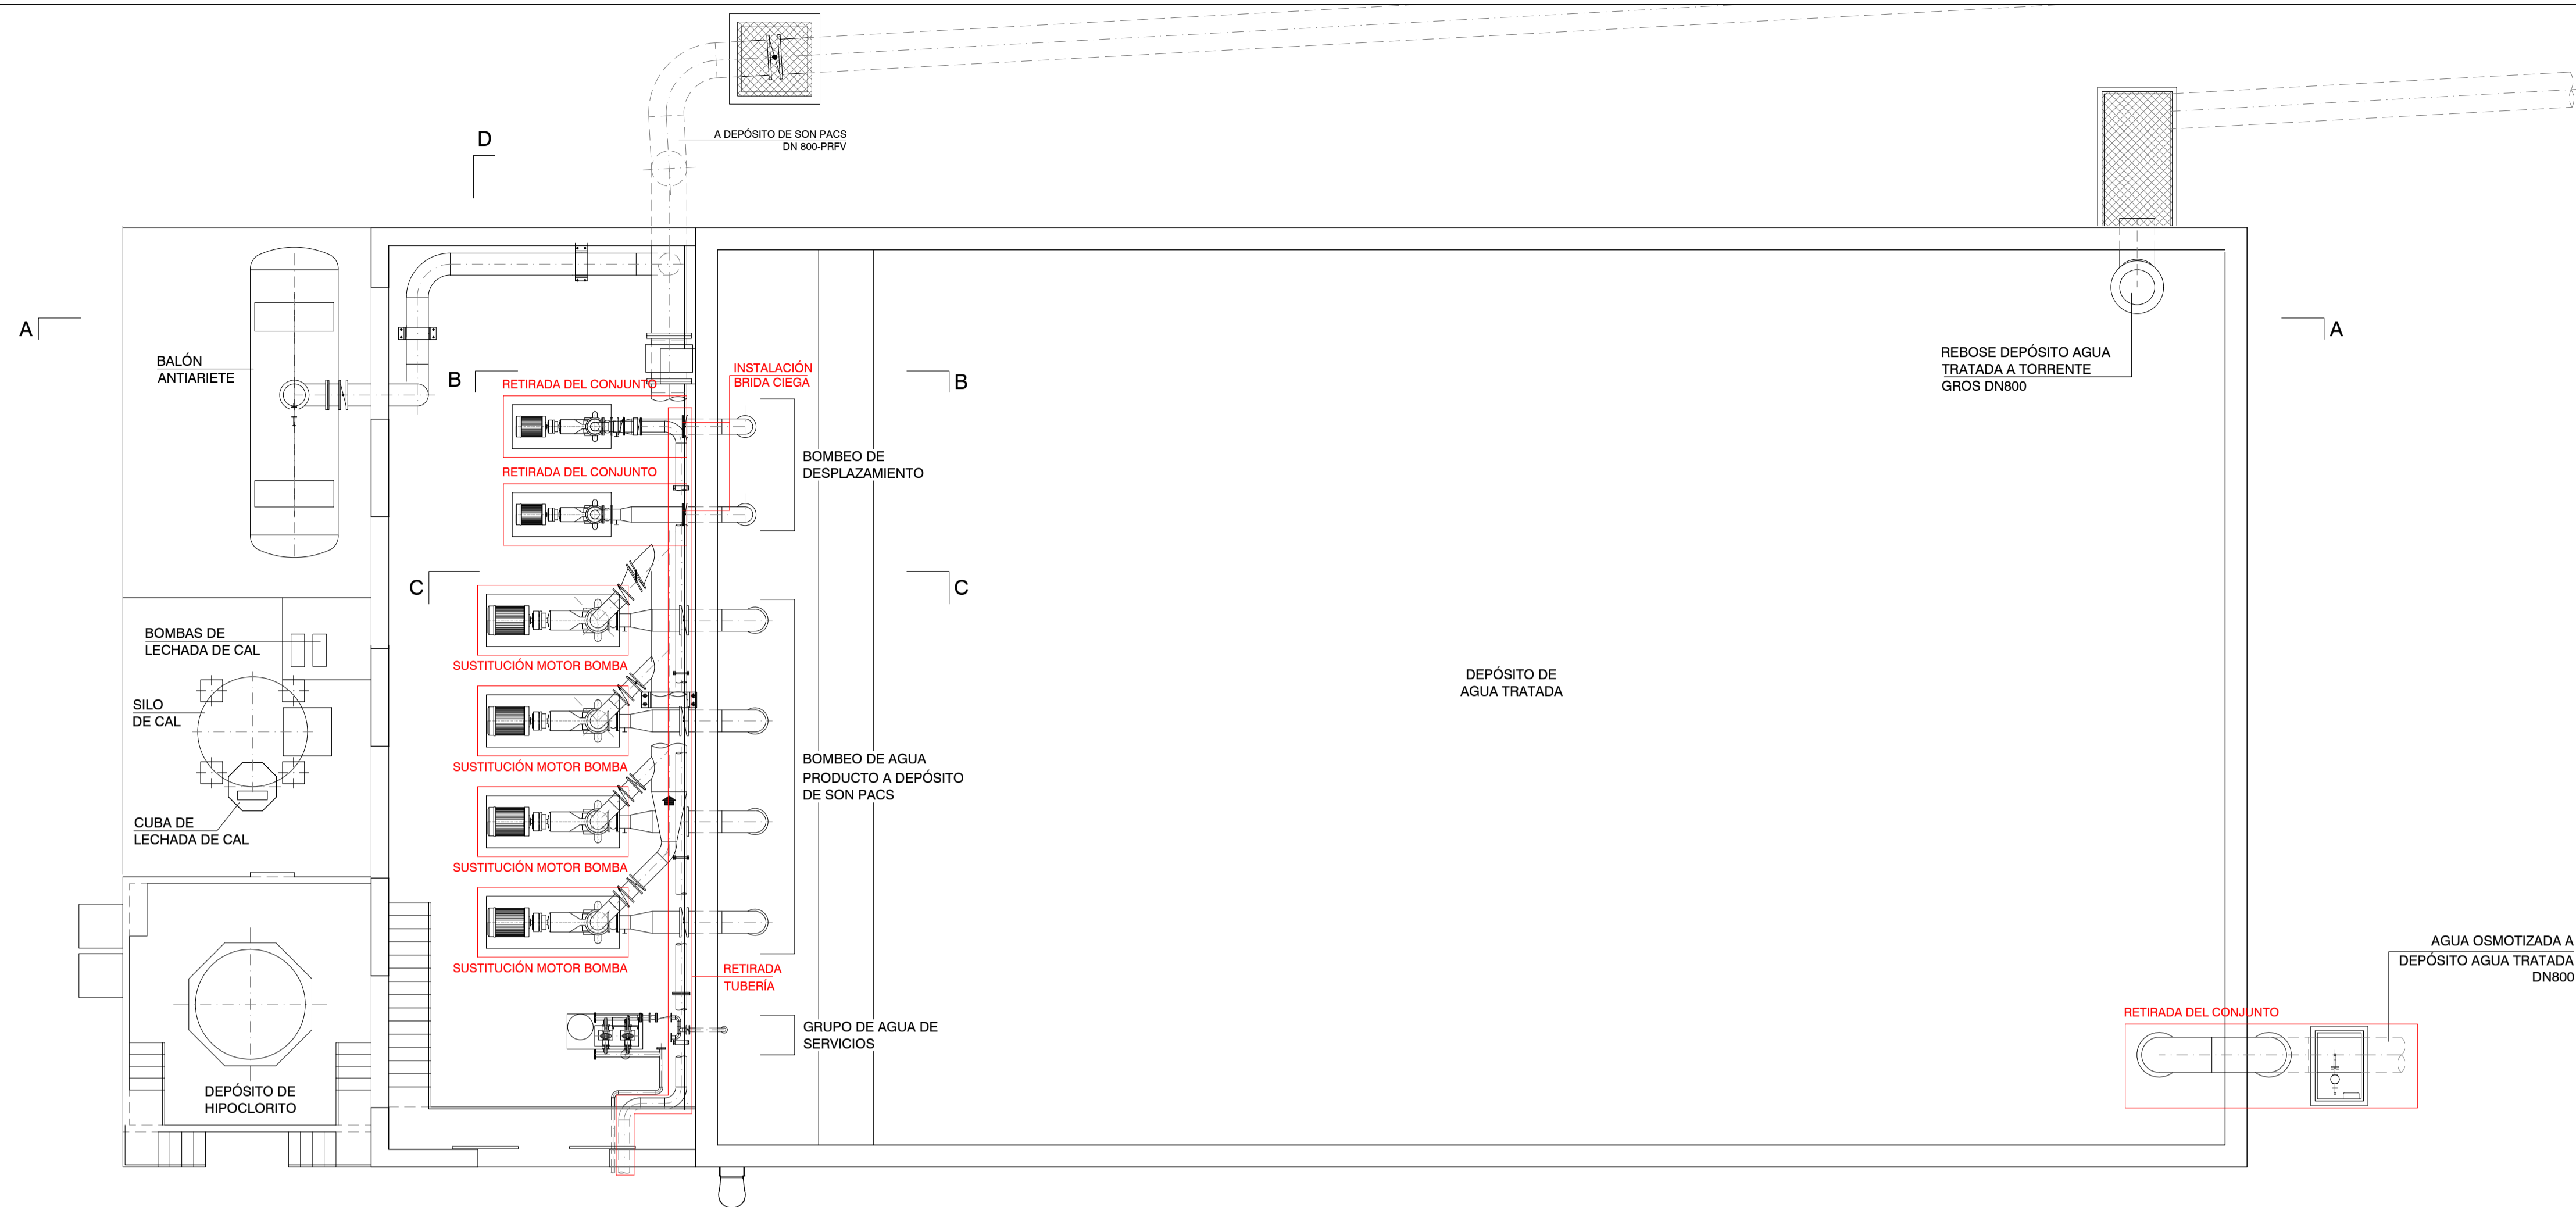 A DEPÓSITO DE SON PACS
DN 800-PRFV
D
A
A
BALÓN
ANTIARIETE
B
B
RETIRADA DEL CONJUNTO
INSTALACIÓN
BRIDA CIEGA
REBOSE DEPÓSITO AGUA
TRATADA A TORRENTE
GROS DN800
BOMBEO DE
DESPLAZAMIENTO
RETIRADA DEL CONJUNTO
C
C
BOMBAS DE
LECHADA DE CAL
SUSTITUCIÓN MOTOR BOMBA
DEPÓSITO DE
AGUA TRATADA
SILO
DE CAL
SUSTITUCIÓN MOTOR BOMBA
BOMBEO DE AGUA
PRODUCTO A DEPÓSITO
DE SON PACS
CUBA DE
LECHADA DE CAL
SUSTITUCIÓN MOTOR BOMBA
SUSTITUCIÓN MOTOR BOMBA
RETIRADA
TUBERÍA
AGUA OSMOTIZADA A
DEPÓSITO AGUA TRATADA
DN800
RETIRADA DEL CONJUNTO
GRUPO DE AGUA DE
SERVICIOS
DEPÓSITO DE
HIPOCLORITO